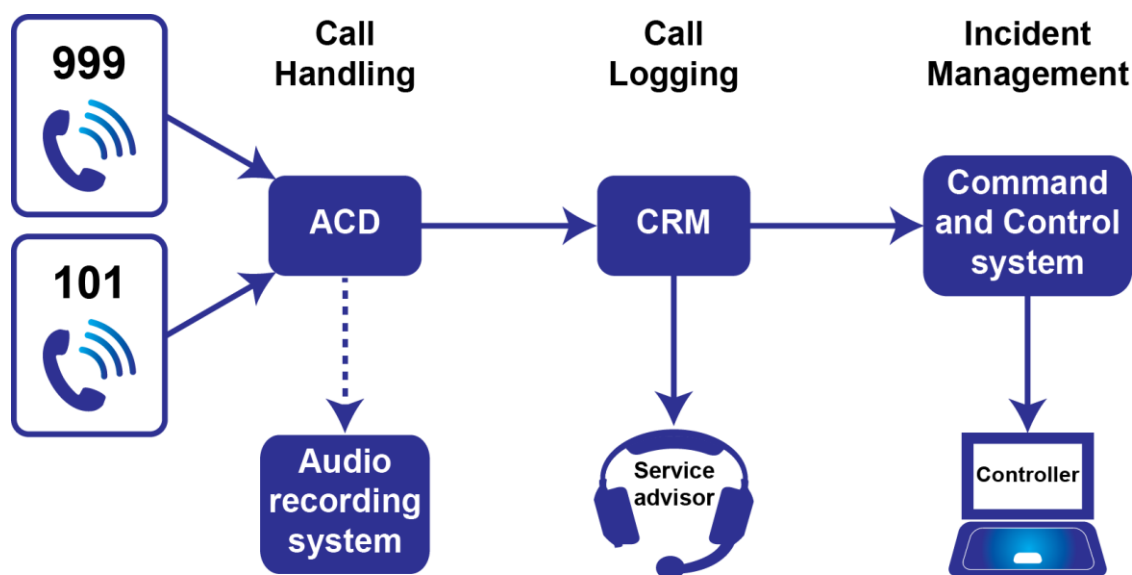 999
101
Call
Handling
Call
Logging
Incident
Management
ACD
CRM
Command
and Control
system
Audio
recording
system
Service
advisor
Controller